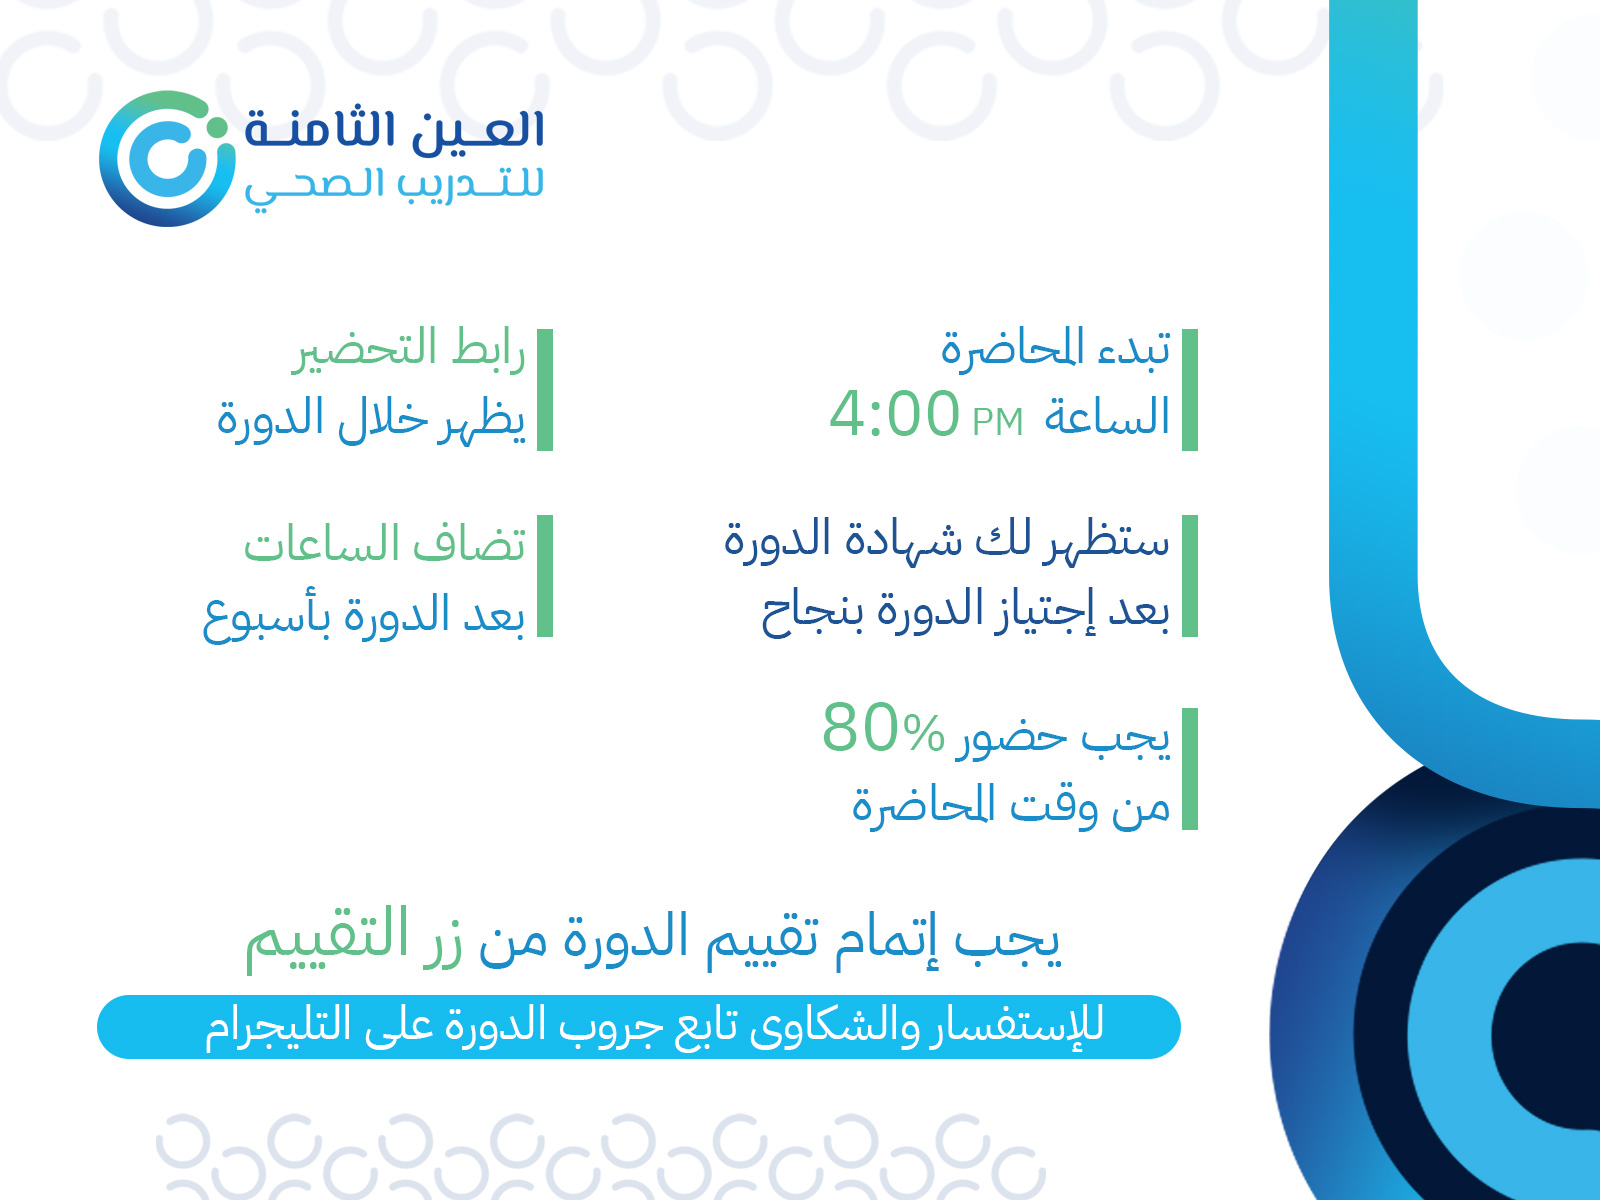 العين الثامنة
للتدريب الصحي
تبدء المحاضرة
الساعة 4:00 PM
رابط التحضير
يظهر خلال الدورة
ستظهر لك شهادة الدورة
بعد إجتياز الدورة بنجاح
تضاف الساعات
بعد الدورة بأسبوع
يجب حضور 80%
من وقت المحاضرة
يجب إتمام تقييم الدورة من زر التقييم
للإستفسار والشكاوى تابع جروب الدورة على التليجرام